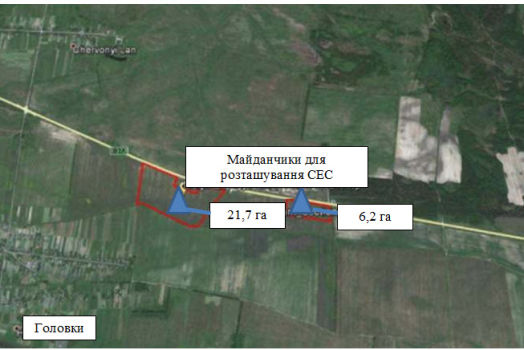 Chervonyi Lan
Майданчики для
розташування СЕС
21,7 га
6,2 га
Головки